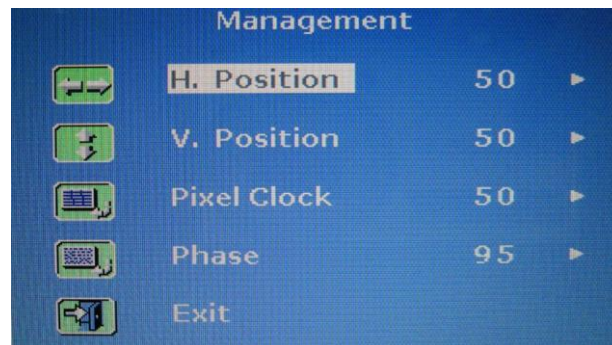 Management
H. Position 50
V. Position 50
Pixel Clock 50
Phase 95
Exit